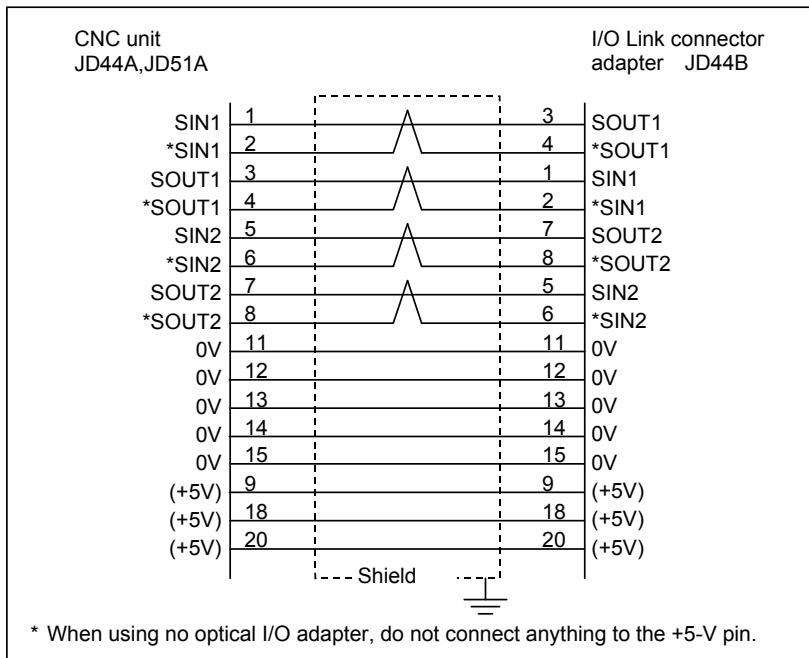 CNC unit
JD44A,JD51A
I/O Link connector
adapter JD44B
SIN1 1 3 SOUT1
*SIN1 2 4 *SOUT1
SOUT1 3 1 SIN1
*SOUT1 4 2 *SIN1
SIN2 5 7 SOUT2
*SIN2 6 8 *SOUT2
SOUT2 7 5 SIN2
*SOUT2 8 6 *SIN2
0V 11 11 0V
0V 12 12 0V
0V 13 13 0V
0V 14 14 0V
0V 15 15 0V
(+5V) 9 9 (+5V)
(+5V) 18 18 (+5V)
(+5V) 20 20 (+5V)
Shield
* When using no optical I/O adapter, do not connect anything to the +5-V pin.